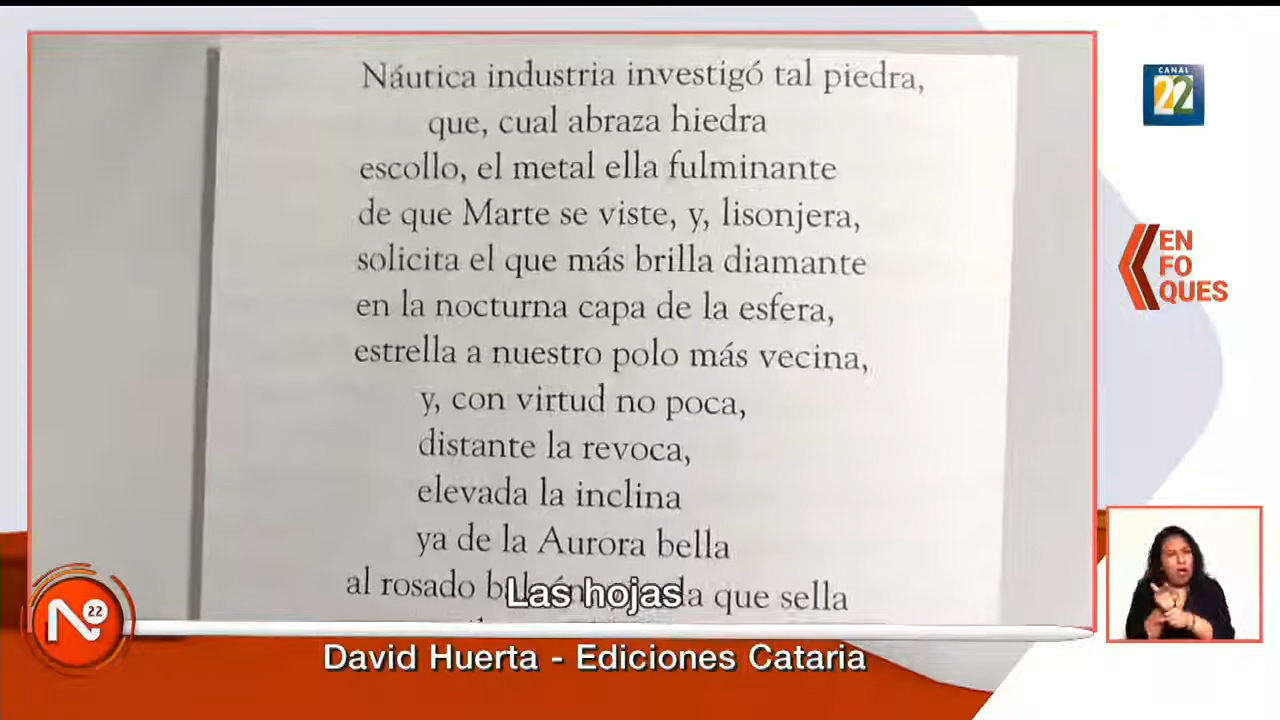 Náutica industria investigó tal piedra,
que, cual abraza hiedra
escollo, el metal ella fulminante
de que Marte se viste, y, lisonjera,
solicita el que más brilla diamante
en la nocturna capa de la esfera,
estrella a nuestro polo más vecina,
y, con virtud no poca,
distante la revoca,
elevada la inclina
ya de la Aurora bella
al rosado que sella
Las hojas
David Huerta - Ediciones Cataria
N22
CANAL
22
EN
FO
QUES